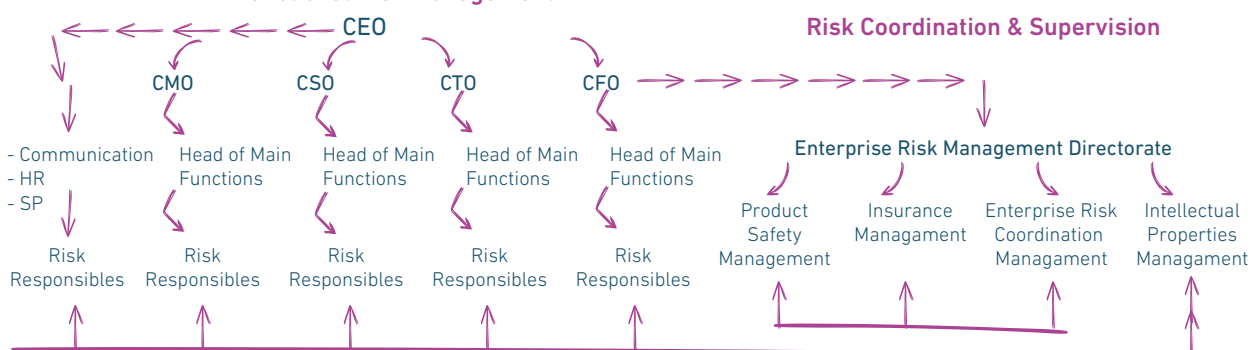 CEO
Risk Coordination & Supervision
CMO
CSO
CTO
CFO
- Communication
- HR
- SP
Head of Main
Functions
Head of Main
Functions
Head of Main
Functions
Head of Main
Functions
Enterprise Risk Management Directorate
Risk
Responsibles
Risk
Responsibles
Risk
Responsibles
Risk
Responsibles
Risk
Responsibles
Product
Safety
Management
Insurance
Managament
Enterprise Risk
Coordination
Managament
Intellectual
Properties
Managament